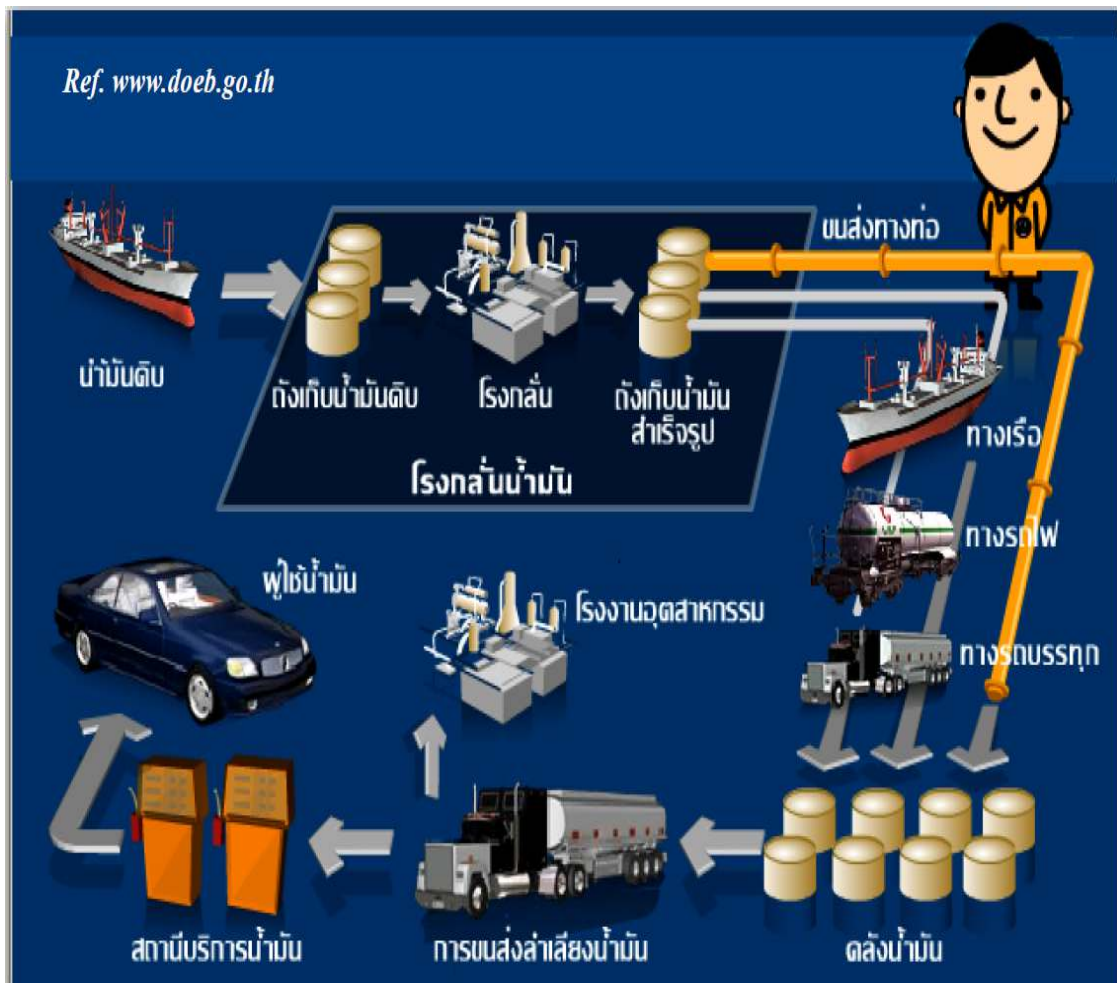 Ref. www.doeb.go.th
ขนส่งทางท่อ
น้ำมันดิบ
ถังเก็บน้ำมันดิบ
โรงกลั่น
ถังเก็บน้ำมัน
สำเร็จรูป
โรงกลั่นน้ำมัน
ทางเรือ
ทางรถไฟ
ทางรถบรรทุก
ผู้ใช้น้ำมัน
โรงงานอุตสาหกรรม
สถานีบริการน้ำมัน
การขนส่งลำเลียงน้ำมัน
คลังน้ำมัน